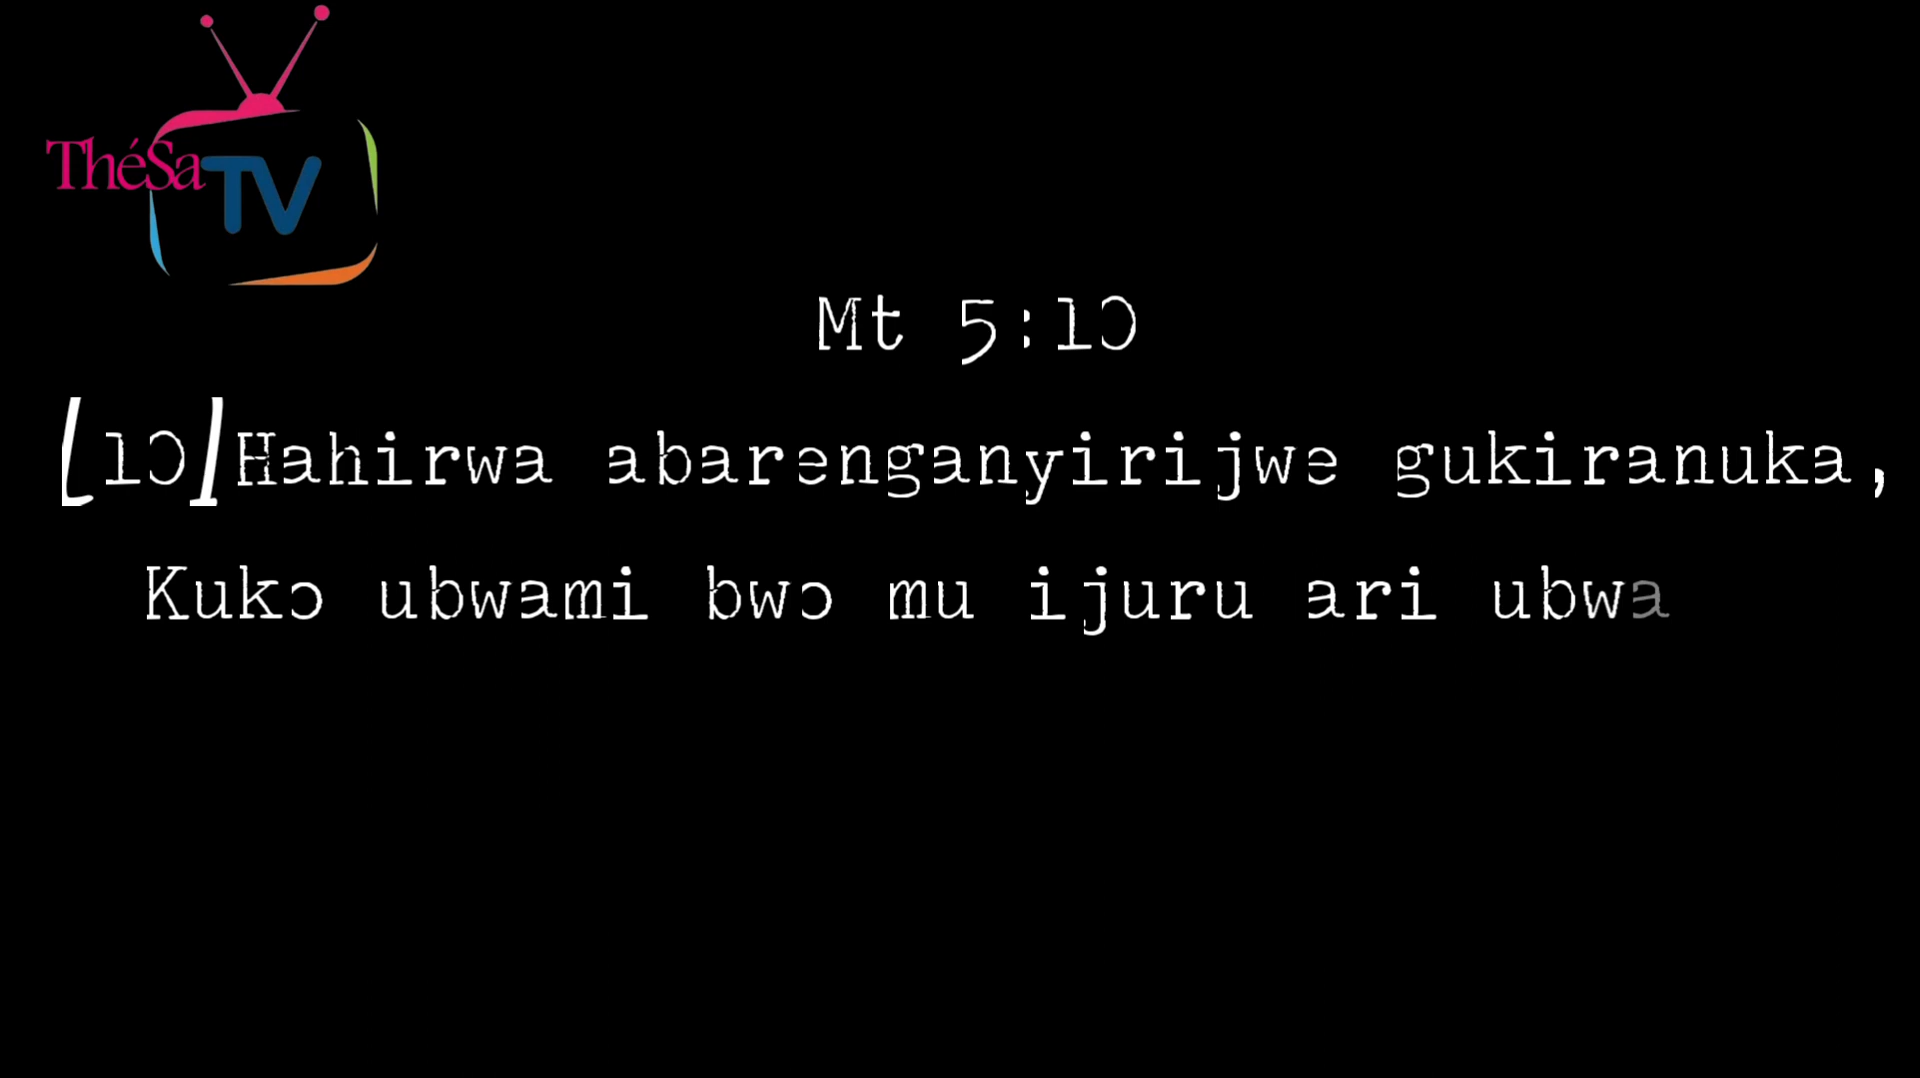 ThéSa TV
Mt 5:10
[10]Hahirwa abarenganyirijwe gukiranuka,
Kuko ubwami bwo mu ijuru ari ubwa